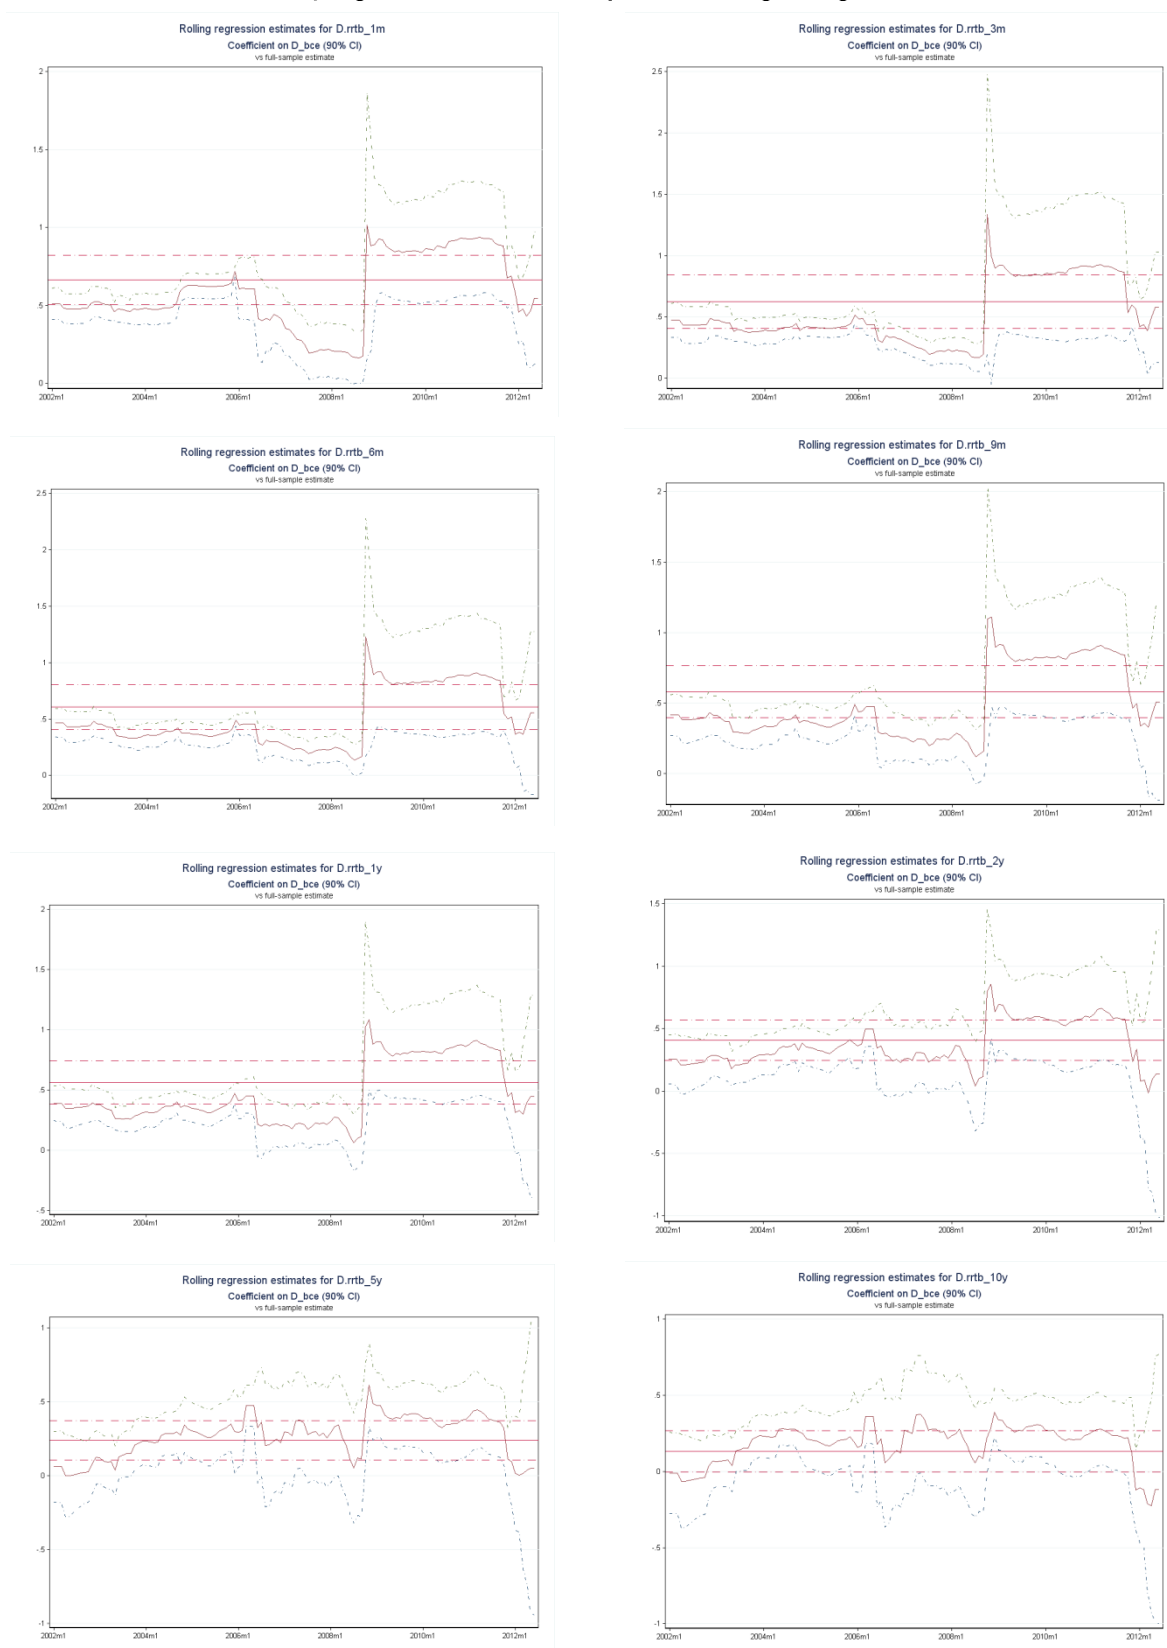 Rolling regression estimates for D.rrtb_1m
Coefficient on D_bce (90% CI)
vs full-sample estimate
2
1.5
1
.5
0
2002m1 2004m1 2006m1 2008m1 2010m1 2012m1
Rolling regression estimates for D.rrtb_3m
Coefficient on D_bce (90% CI)
vs full-sample estimate
2.5
2
1.5
1
.5
0
2002m1 2004m1 2006m1 2008m1 2010m1 2012m1
Rolling regression estimates for D.rrtb_6m
Coefficient on D_bce (90% CI)
vs full-sample estimate
2.5
2
1.5
1
.5
0
2002m1 2004m1 2006m1 2008m1 2010m1 2012m1
Rolling regression estimates for D.rrtb_9m
Coefficient on D_bce (90% CI)
vs full-sample estimate
2
1.5
1
.5
0
2002m1 2004m1 2006m1 2008m1 2010m1 2012m1
Rolling regression estimates for D.rrtb_1y
Coefficient on D_bce (90% CI)
vs full-sample estimate
2
1.5
1
.5
0
-.5
2002m1 2004m1 2006m1 2008m1 2010m1 2012m1
Rolling regression estimates for D.rrtb_2y
Coefficient on D_bce (90% CI)
vs full-sample estimate
1.5
1
.5
0
-.5
-1
2002m1 2004m1 2006m1 2008m1 2010m1 2012m1
Rolling regression estimates for D.rrtb_5y
Coefficient on D_bce (90% CI)
vs full-sample estimate
1
.5
0
-.5
-1
2002m1 2004m1 2006m1 2008m1 2010m1 2012m1
Rolling regression estimates for D.rrtb_10y
Coefficient on D_bce (90% CI)
vs full-sample estimate
1
.5
0
-.5
-1
2002m1 2004m1 2006m1 2008m1 2010m1 2012m1